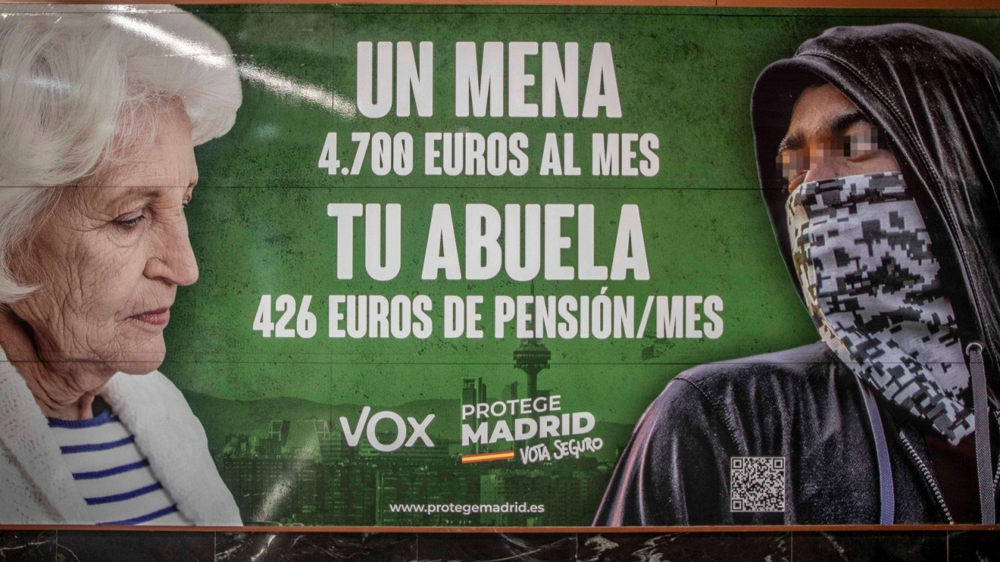 UN MENA
4.700 EUROS AL MES
TU ABUELA
426 EUROS DE PENSIÓN/MES
VOX
PROTEGE
MADRID
VOTA SEGURO
www.protegemadrid.es